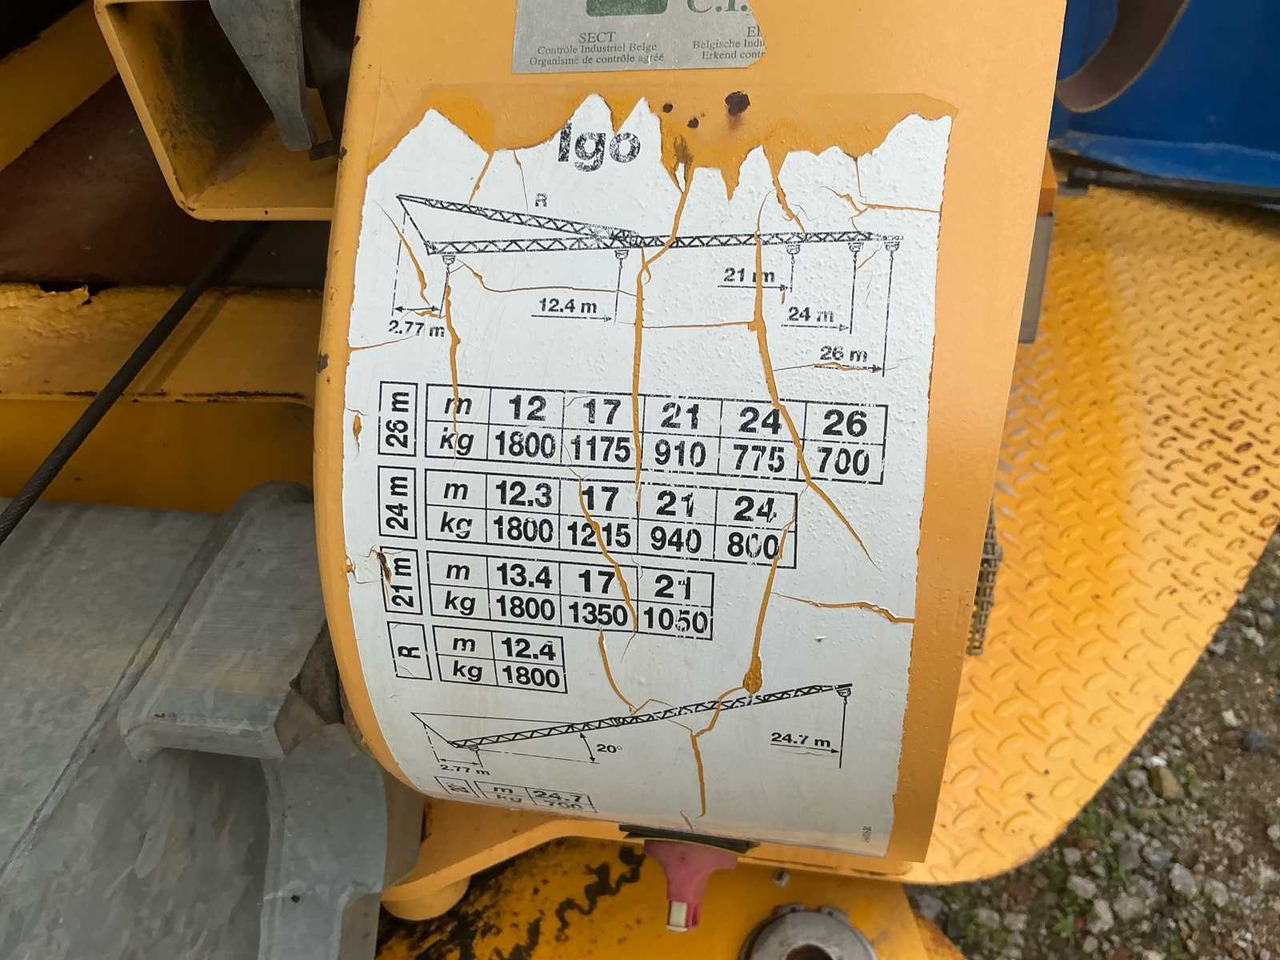 C.I.
SECT
Contrôle Industriel Belge
Organisme de contrôle agréé
Belgische
Erkend
Igo
R
21 m
12.4 m
24 m
2.77 m
26 m
26 m
m 12 17 21 24 26
kg 1800 1175 910 775 700
24 m
m 12.3 17 21 24
kg 1800 1215 940 800
21 m
m 13.4 17 21
kg 1800 1350 1050
R
m 12.4
kg 1800
20°
24.7 m
2.77 m
m 24.7
kg 700